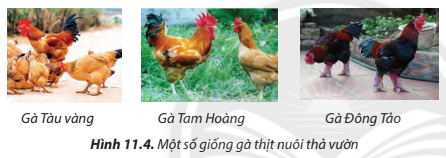 Gà Tàu vàng
Gà Tam Hoàng
Gà Đông Tảo
Hình 11.4. Một số giống gà thịt nuôi thả vườn